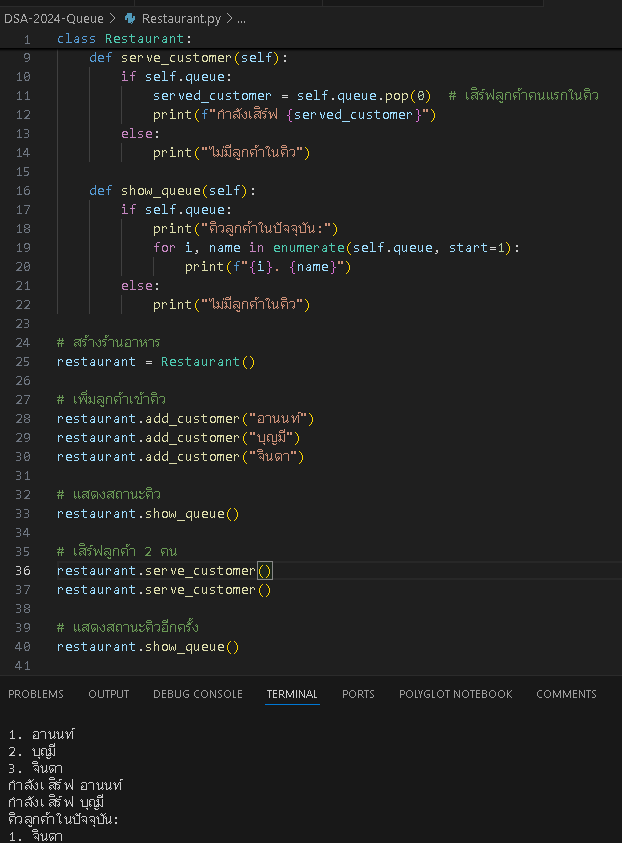 DSA-2024-Queue > Restaurant.py > ...
1 class Restaurant:
9 def serve_customer(self):
10 if self.queue:
11 served_customer = self.queue.pop(0) # เสิร์ฟลูกค้าคนแรกในคิว
12 print(f"กำลังเสิร์ฟ {served_customer}")
13 else:
14 print("ไม่มีลูกค้าในคิว")
15
16 def show_queue(self):
17 if self.queue:
18 print("คิวลูกค้าในปัจจุบัน:")
19 for i, name in enumerate(self.queue, start=1):
20 print(f"{i}. {name}")
21 else:
22 print("ไม่มีลูกค้าในคิว")
23
24 # สร้างร้านอาหาร
25 restaurant = Restaurant()
26
27 # เพิ่มลูกค้าเข้าคิว
28 restaurant.add_customer("อานนท์")
29 restaurant.add_customer("บุญมี")
30 restaurant.add_customer("จินตา")
31
32 # แสดงสถานะคิว
33 restaurant.show_queue()
34
35 # เสิร์ฟลูกค้า 2 คน
36 restaurant.serve_customer()
37 restaurant.serve_customer()
38
39 # แสดงสถานะคิวอีกครั้ง
40 restaurant.show_queue()
41
PROBLEMS OUTPUT DEBUG CONSOLE TERMINAL PORTS POLYGLOT NOTEBOOK COMMENTS
1. อานนท์
2. บุญมี
3. จินตา
กำลังเสิร์ฟ อานนท์
กำลังเสิร์ฟ บุญมี
คิวลูกค้าในปัจจุบัน:
1. จินตา